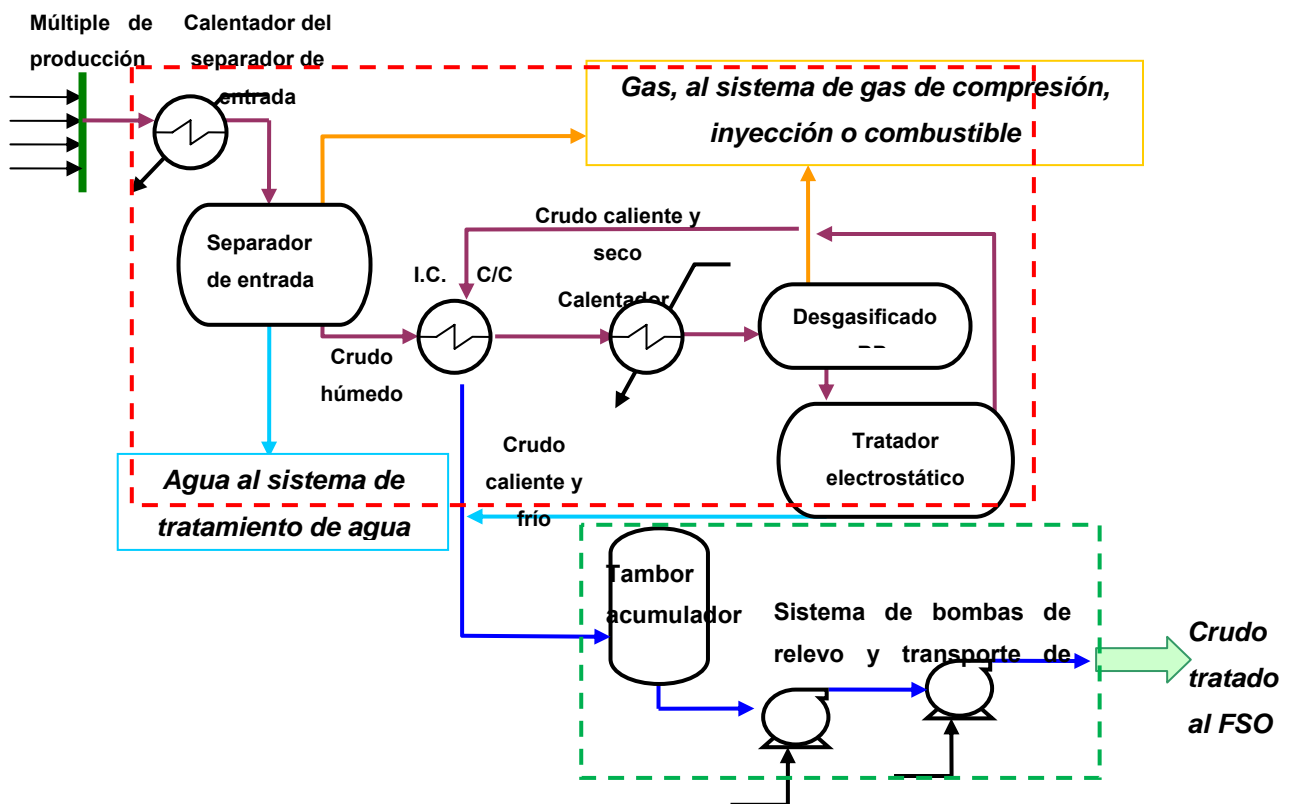 Múltiple de
producción
Calentador del
separador de
entrada
Gas, al sistema de gas de compresión,
inyección o combustible
Separador
de entrada
Crudo caliente y
seco
I.C.
C/C
Calentador
Desgasificado
Crudo
húmedo
Tratador
electrostático
Agua al sistema de
tratamiento de agua
Crudo
caliente y
frío
Tambor
acumulador
Sistema de bombas de
relevo y transporte de
Crudo
tratado
al FSO